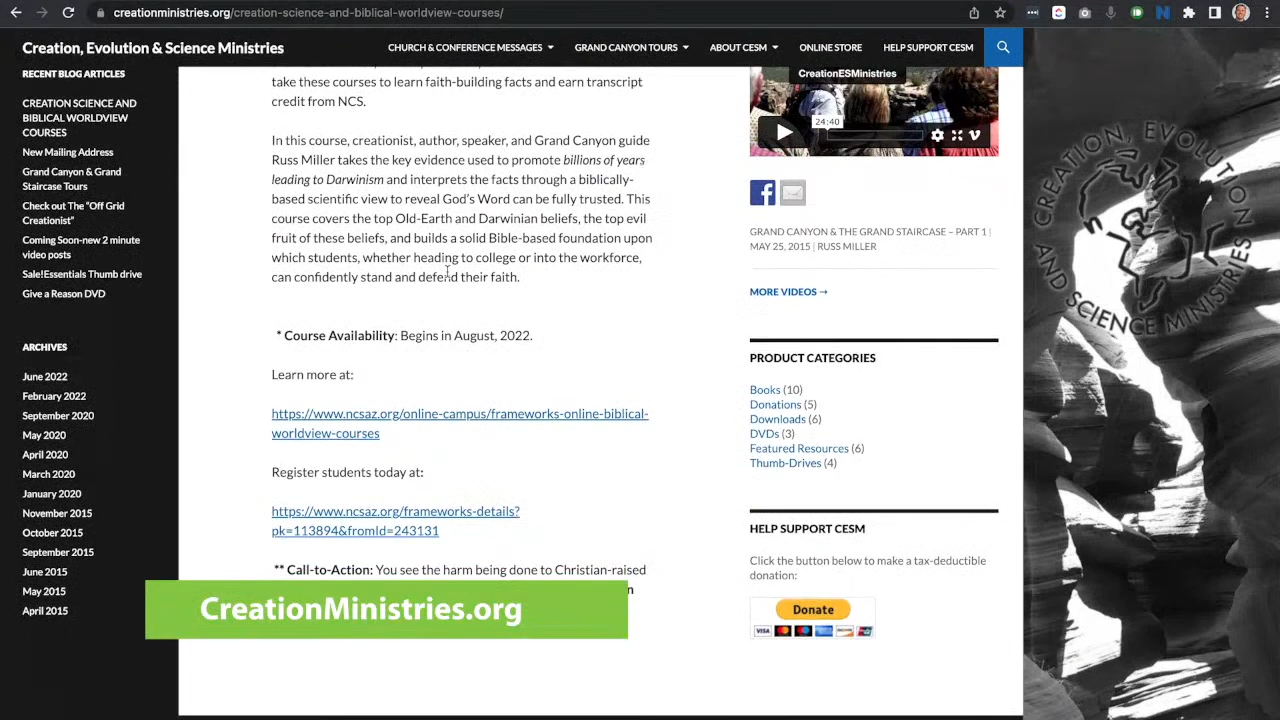 creationministries.org/creation-science-and-biblical-worldview-courses/
Creation, Evolution & Science Ministries
CHURCH & CONFERENCE MESSAGES
GRAND CANYON TOURS
ABOUT CESM
ONLINE STORE
HELP SUPPORT CESM
RECENT BLOG ARTICLES
CREATION SCIENCE AND
BIBLICAL WORLDVIEW
COURSES
New Mailing Address
Grand Canyon & Grand
Staircase Tours
Check out The "Off Grid
Creationist"
Coming Soon-new 2 minute
video posts
Sale!Essentials Thumb drive
Give a Reason DVD
ARCHIVES
June 2022
February 2022
September 2020
May 2020
April 2020
March 2020
January 2020
November 2015
October 2015
September 2015
June 2015
May 2015
April 2015
take these courses to learn faith-building facts and earn transcript
credit from NCS.
In this course, creationist, author, speaker, and Grand Canyon guide
Russ Miller takes the key evidence used to promote billions of years
leading to Darwinism and interprets the facts through a biblically-
based scientific view to reveal God's Word can be fully trusted. This
course covers the top Old-Earth and Darwinian beliefs, the top evil
fruit of these beliefs, and builds a solid Bible-based foundation upon
which students, whether heading to college or into the workforce,
can confidently stand and defend their faith.
* Course Availability: Begins in August, 2022.
Learn more at:
https://www.ncsaz.org/online-campus/frameworks-online-biblical-
worldview-courses
Register students today at:
https://www.ncsaz.org/frameworks-details?
pk=113894&fromId=243131
** Call-to-Action: You see the harm being done to Christian-raised
CreationMinistries.org
CreationESMinistries
24:40
GRAND CANYON & THE GRAND STAIRCASE – PART 1 |
MAY 25, 2015 | RUSS MILLER
MORE VIDEOS →
PRODUCT CATEGORIES
Books (10)
Donations (5)
Downloads (6)
DVDs (3)
Featured Resources (6)
Thumb-Drives (4)
HELP SUPPORT CESM
Click the button below to make a tax-deductible
donation:
Donate
VISA
CREATION, EVOLUTION
AND SCIENCE MINISTRIES